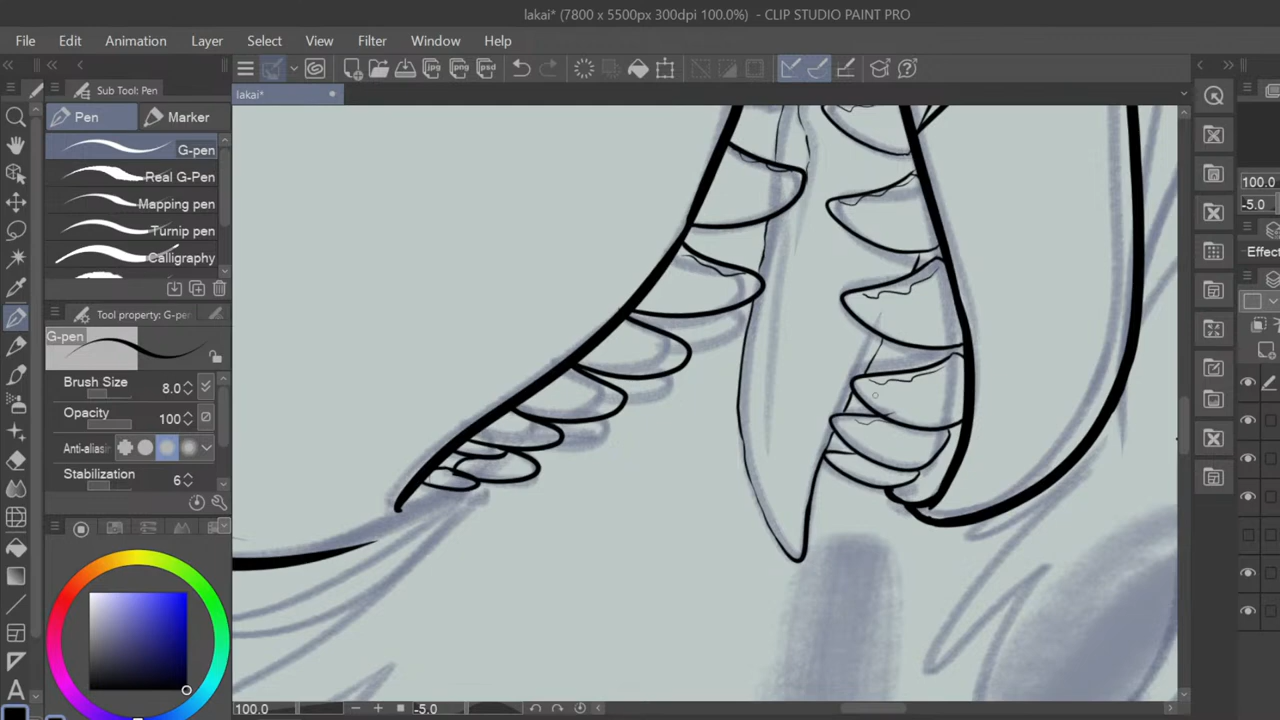 lakai* (7800 x 5500px 300dpi 100.0%) - CLIP STUDIO PAINT PRO
File Edit Animation Layer Select View Filter Window Help
Sub Tool: Pen
lakai*
Pen Marker
G-pen
Real G-Pen
Mapping pen
Turnip pen
Calligraphy
100.0
-5.0
Effect
Tool property: G-pen
G-pen
Brush Size 8.0
Opacity 100
Anti-aliasin
Stabilization 6
100.0 -5.0